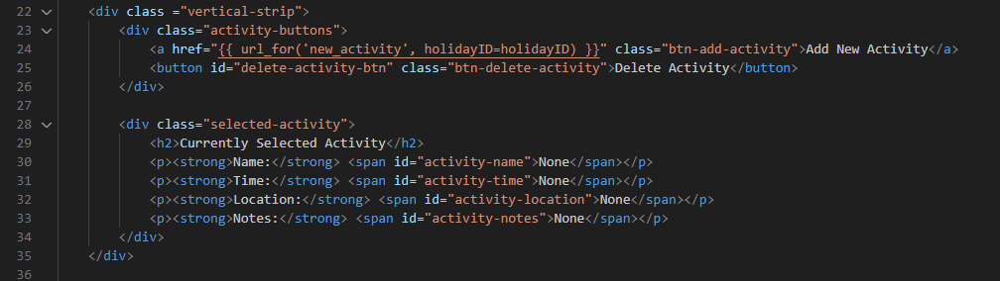 22 <div class ="vertical-strip">
23 <div class="activity-buttons">
24 <a href="{{ url_for('new_activity', holidayID=holidayID) }}" class="btn-add-activity">Add New Activity</a>
25 <button id="delete-activity-btn" class="btn-delete-activity">Delete Activity</button>
26 </div>
27
28 <div class="selected-activity">
29 <h2>Currently Selected Activity</h2>
30 <p><strong>Name:</strong> <span id="activity-name">None</span></p>
31 <p><strong>Time:</strong> <span id="activity-time">None</span></p>
32 <p><strong>Location:</strong> <span id="activity-location">None</span></p>
33 <p><strong>Notes:</strong> <span id="activity-notes">None</span></p>
34 </div>
35 </div>
36